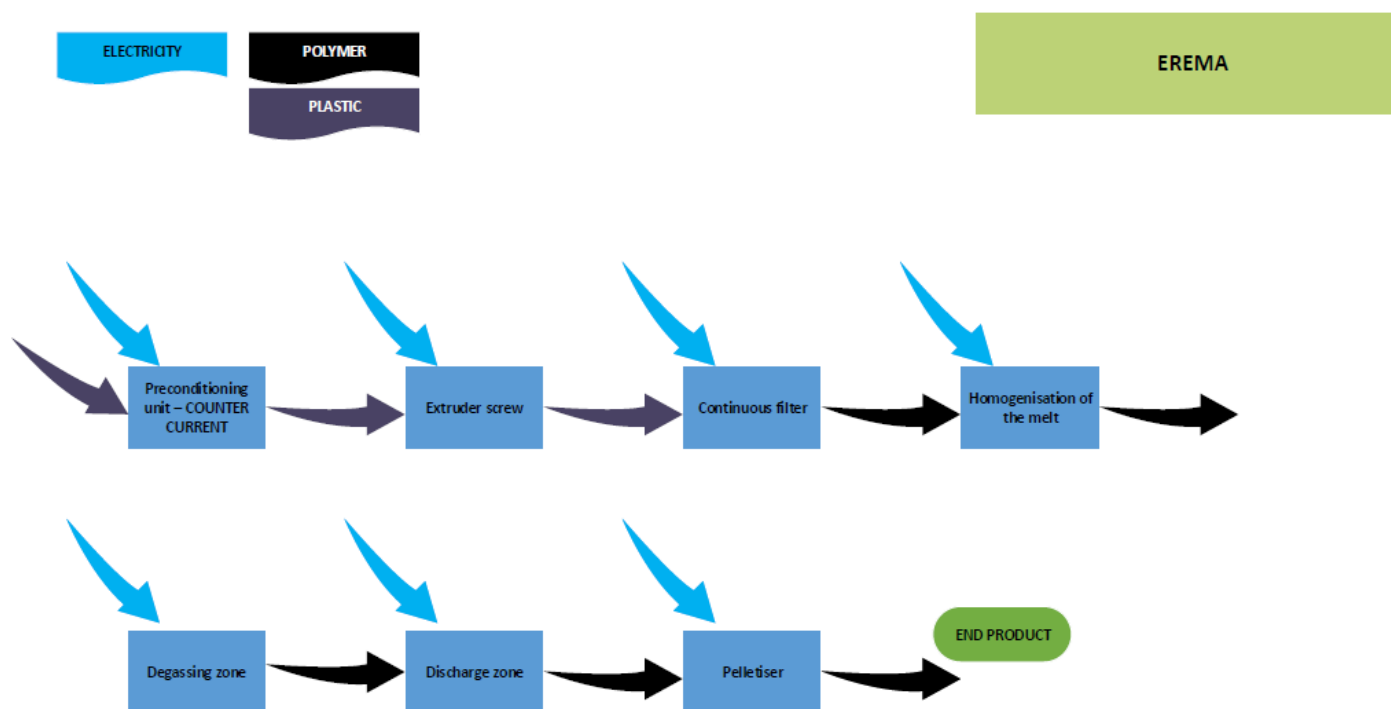 ELECTRICITY
POLYMER
PLASTIC
EREMA
Preconditioning
unit – COUNTER
CURRENT
Extruder screw
Continuous filter
Homogenisation of
the melt
Degassing zone
Discharge zone
Pelletiser
END PRODUCT